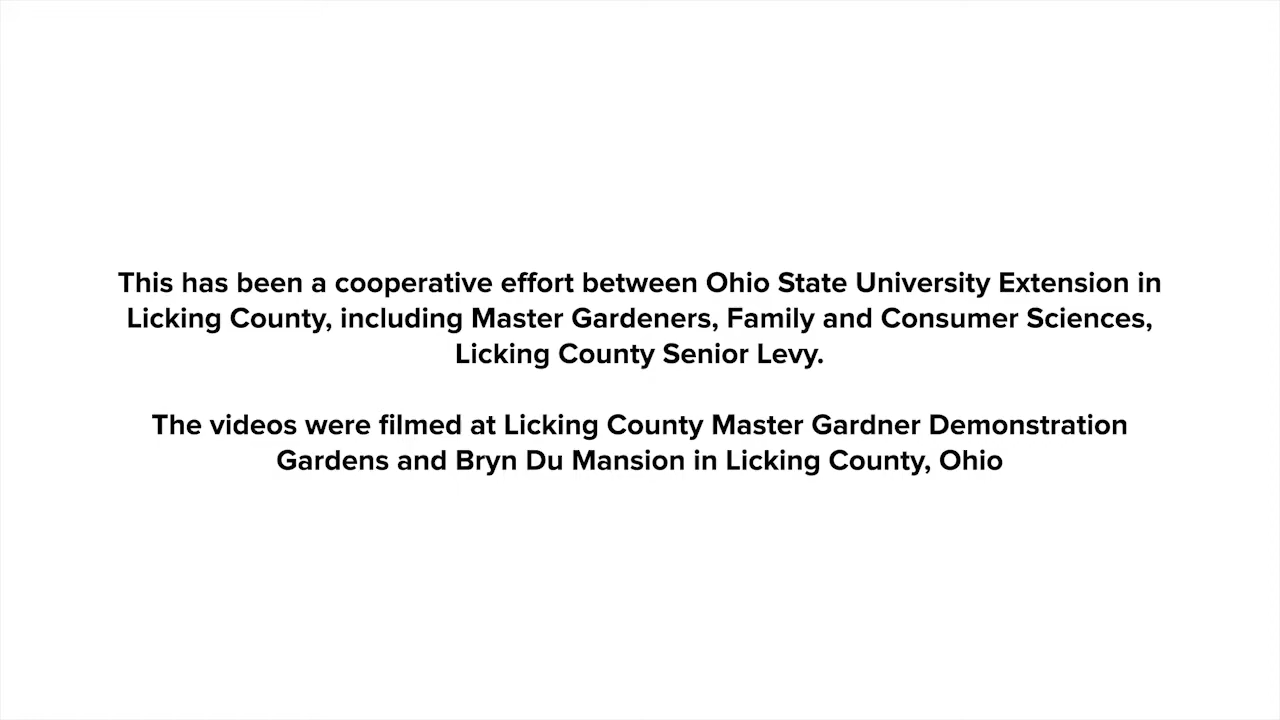 This has been a cooperative effort between Ohio State University Extension in
Licking County, including Master Gardeners, Family and Consumer Sciences,
Licking County Senior Levy.
The videos were filmed at Licking County Master Gardner Demonstration
Gardens and Bryn Du Mansion in Licking County, Ohio